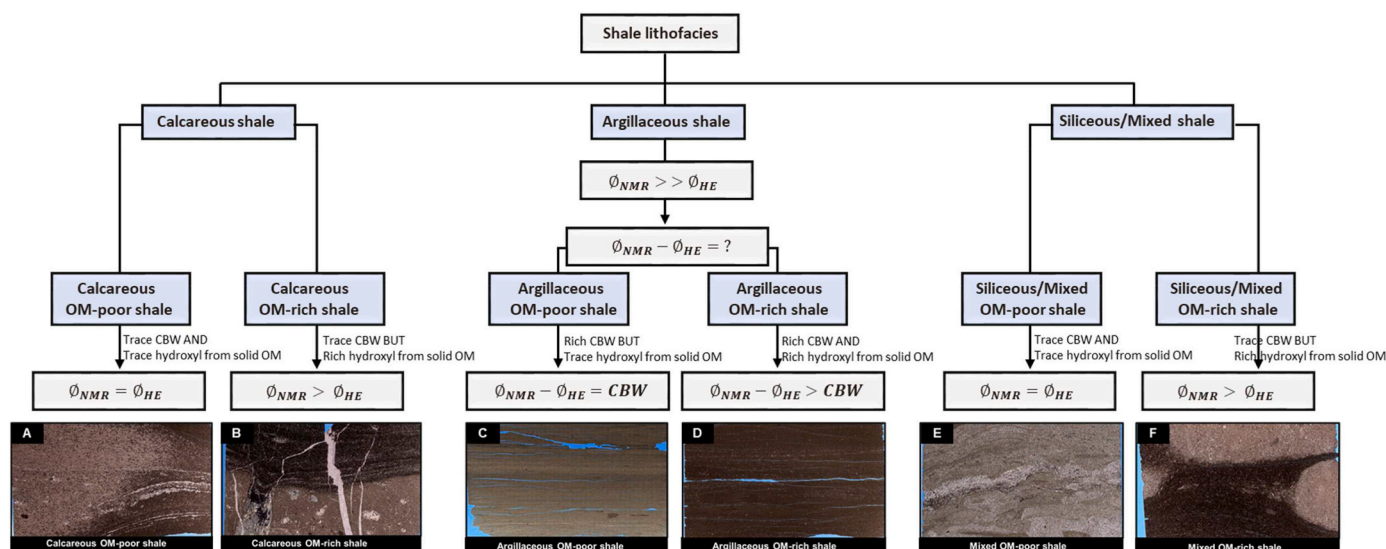 Shale lithofacies
Calcareous shale
Argillaceous shale
Siliceous/Mixed shale
∅NMR >> ∅HE
∅NMR − ∅HE = ?
Calcareous
OM-poor shale
Calcareous
OM-rich shale
Argillaceous
OM-poor shale
Argillaceous
OM-rich shale
Siliceous/Mixed
OM-poor shale
Siliceous/Mixed
OM-rich shale
Trace CBW AND
Trace hydroxyl from solid OM
Trace CBW BUT
Rich hydroxyl from solid OM
Rich CBW BUT
Trace hydroxyl from solid OM
Rich CBW AND
Rich hydroxyl from solid OM
Trace CBW AND
Trace hydroxyl from solid OM
Trace CBW BUT
Rich hydroxyl from solid OM
∅NMR = ∅HE
∅NMR > ∅HE
∅NMR − ∅HE = CBW
∅NMR − ∅HE > CBW
∅NMR = ∅HE
∅NMR > ∅HE
A
B
C
D
E
F
Calcareous OM-poor shale
Calcareous OM-rich shale
Argillaceous OM-poor shale
Argillaceous OM-rich shale
Mixed OM-poor shale
Mixed OM-rich shale